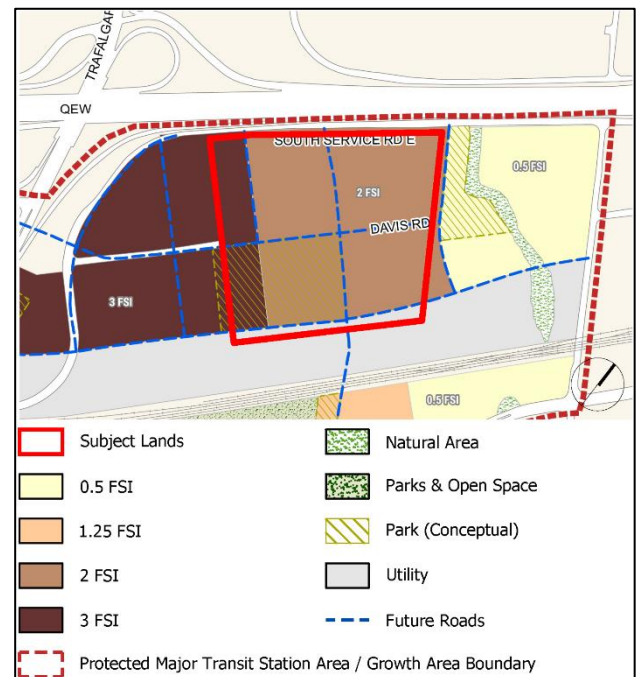 TRAFALGAR
QEW
SOUTH SERVICE RD E
0.5 FSI
2 FSI
DAVIS RD
3 FSI
0.5 FSI
Subject Lands
Natural Area
0.5 FSI
Parks & Open Space
1.25 FSI
Park (Conceptual)
2 FSI
Utility
3 FSI
Future Roads
Protected Major Transit Station Area / Growth Area Boundary